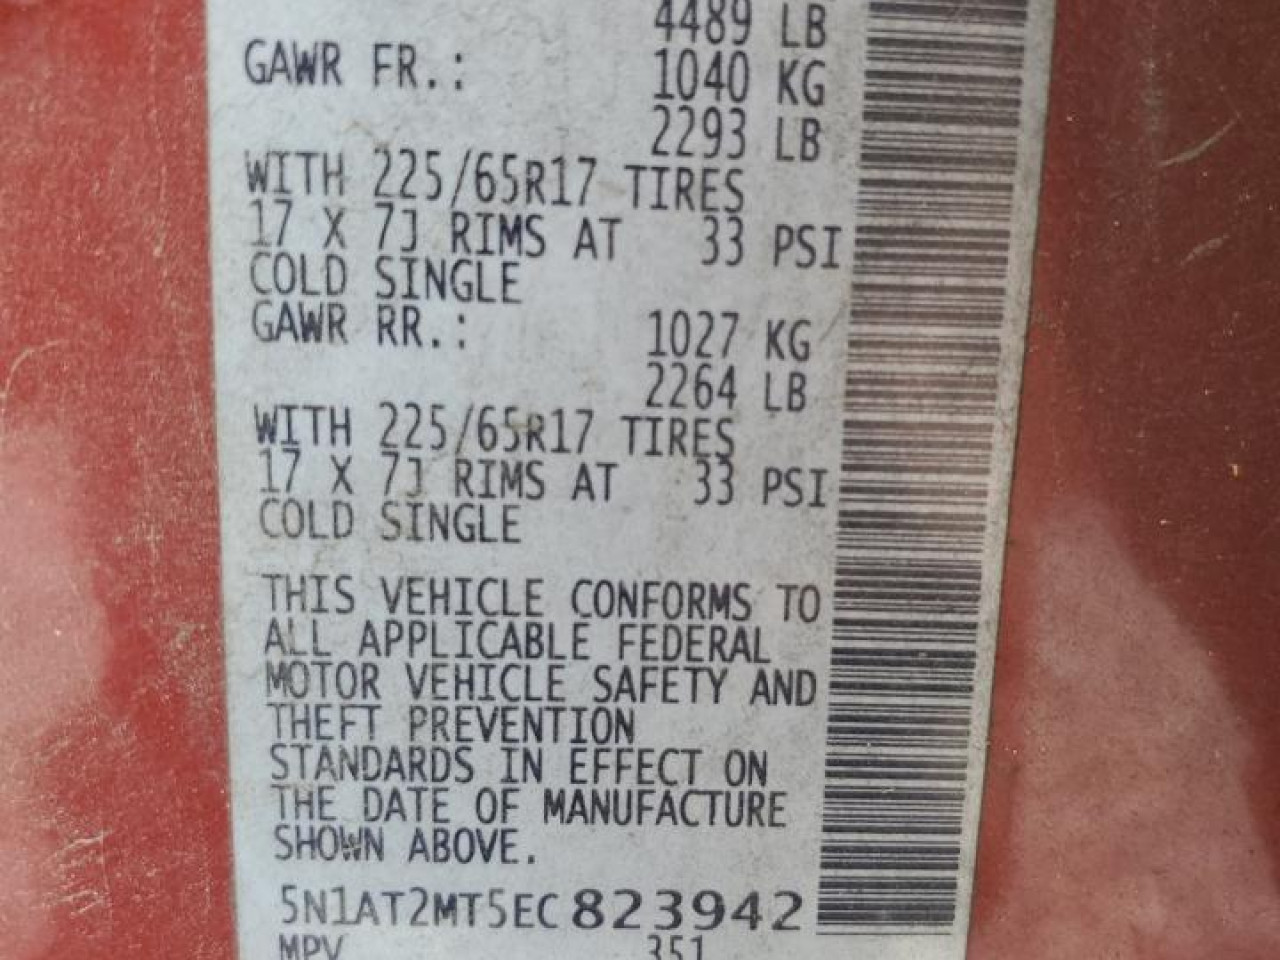 4489 LB
GAWR FR.: 1040 KG
2293 LB
WITH 225/65R17 TIRES
17 X 7J RIMS AT 33 PSI
COLD SINGLE
GAWR RR.: 1027 KG
2264 LB
WITH 225/65R17 TIRES
17 X 7J RIMS AT 33 PSI
COLD SINGLE
THIS VEHICLE CONFORMS TO
ALL APPLICABLE FEDERAL
MOTOR VEHICLE SAFETY AND
THEFT PREVENTION
STANDARDS IN EFFECT ON
THE DATE OF MANUFACTURE
SHOWN ABOVE.
5N1AT2MT5EC823942
MPV 351